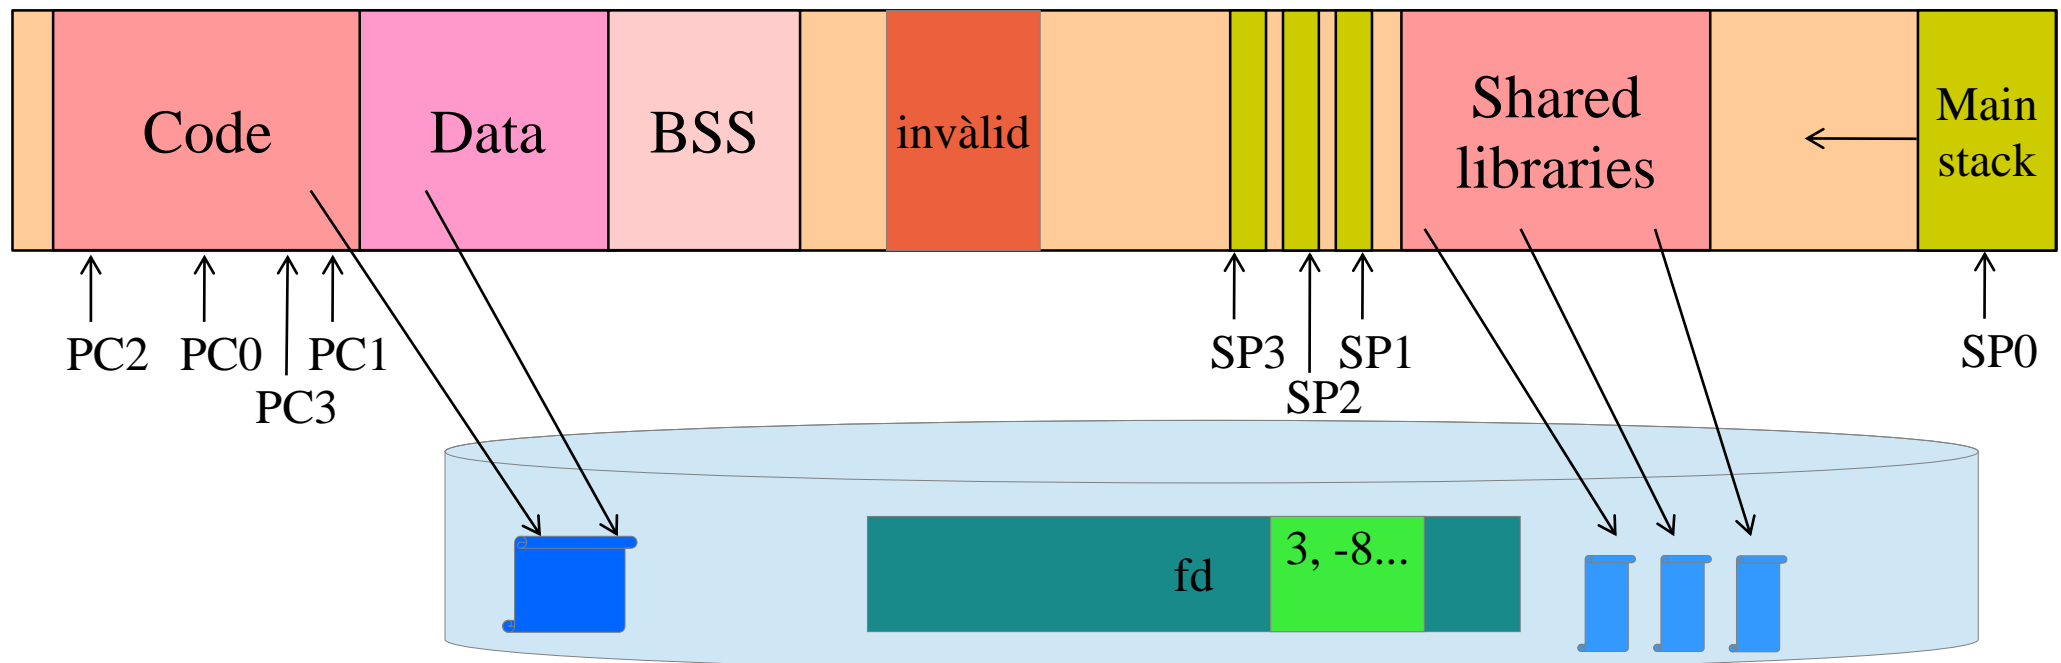 Code
Data
BSS
invàlid
Shared
libraries
Main
stack
PC2
PC0
PC1
PC3
SP3
SP1
SP2
SP0
3, -8...
fd